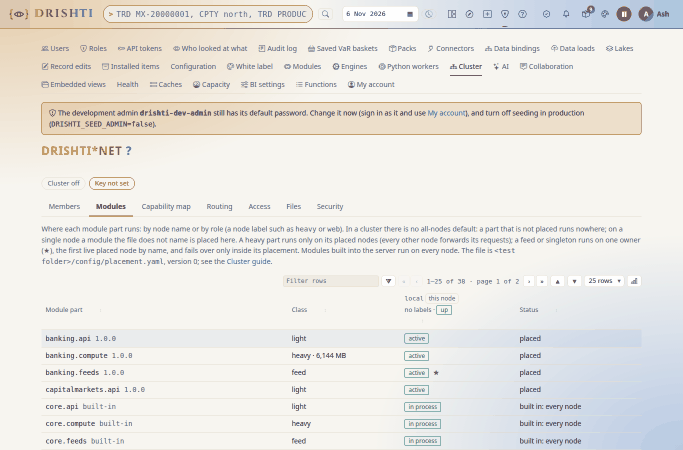 {👁} DRISHTI
> TRD MX-20000001, CPTY north, TRD PRODUC
6 Nov 2026
A Ash
Users Roles API tokens Who looked at what Audit log Saved VaR baskets Packs Connectors Data bindings Data loads Lakes
Record edits Installed items Configuration White label Modules Engines Python workers Cluster AI Collaboration
Embedded views Health Caches Capacity BI settings Functions My account
The development admin drishti-dev-admin still has its default password. Change it now (sign in as it and use My account), and turn off seeding in production
(DRISHTI_SEED_ADMIN=false).
DRISHTI*NET ?
Cluster off Key not set
Members Modules Capability map Routing Access Files Security
Where each module part runs: by node name or by role (a node label such as heavy or web). In a cluster there is no all-nodes default: a part that is not placed runs nowhere; on a
single node a module the file does not name is placed here. A heavy part runs only on its placed nodes (every other node forwards its requests); a feed or singleton runs on one owner
(★), the first live placed node by name, and fails over only inside its placement. Modules built into the server run on every node. The file is <test
folder>/config/placement.yaml, version 0; see the Cluster guide.
Filter rows 1–25 of 38 · page 1 of 2 25 rows
local this node
Module part Class no labels · up Status
banking.api 1.0.0 light active placed
banking.compute 1.0.0 heavy · 6,144 MB active placed
banking.feeds 1.0.0 feed active ★ placed
capitalmarkets.api 1.0.0 light active placed
core.api built-in light in process built in: every node
core.compute built-in heavy in process built in: every node
core.feeds built-in feed in process built in: every node